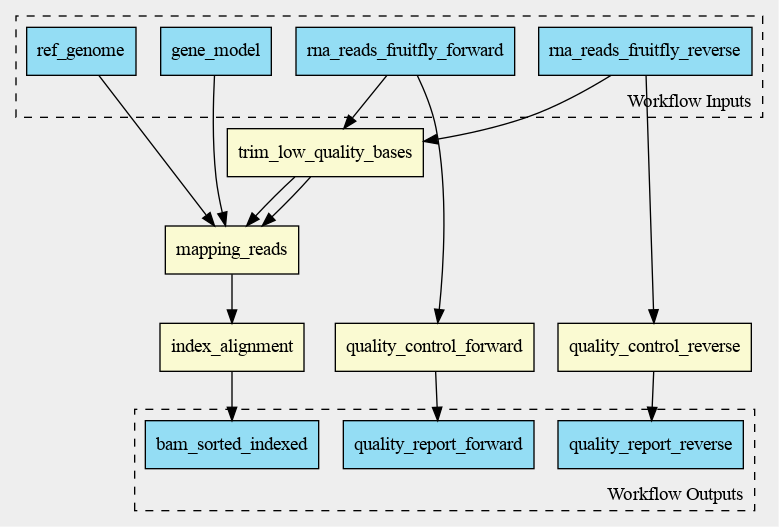 ref_genome
gene_model
rna_reads_fruitfly_forward
rna_reads_fruitfly_reverse
Workflow Inputs
trim_low_quality_bases
mapping_reads
index_alignment
quality_control_forward
quality_control_reverse
bam_sorted_indexed
quality_report_forward
quality_report_reverse
Workflow Outputs